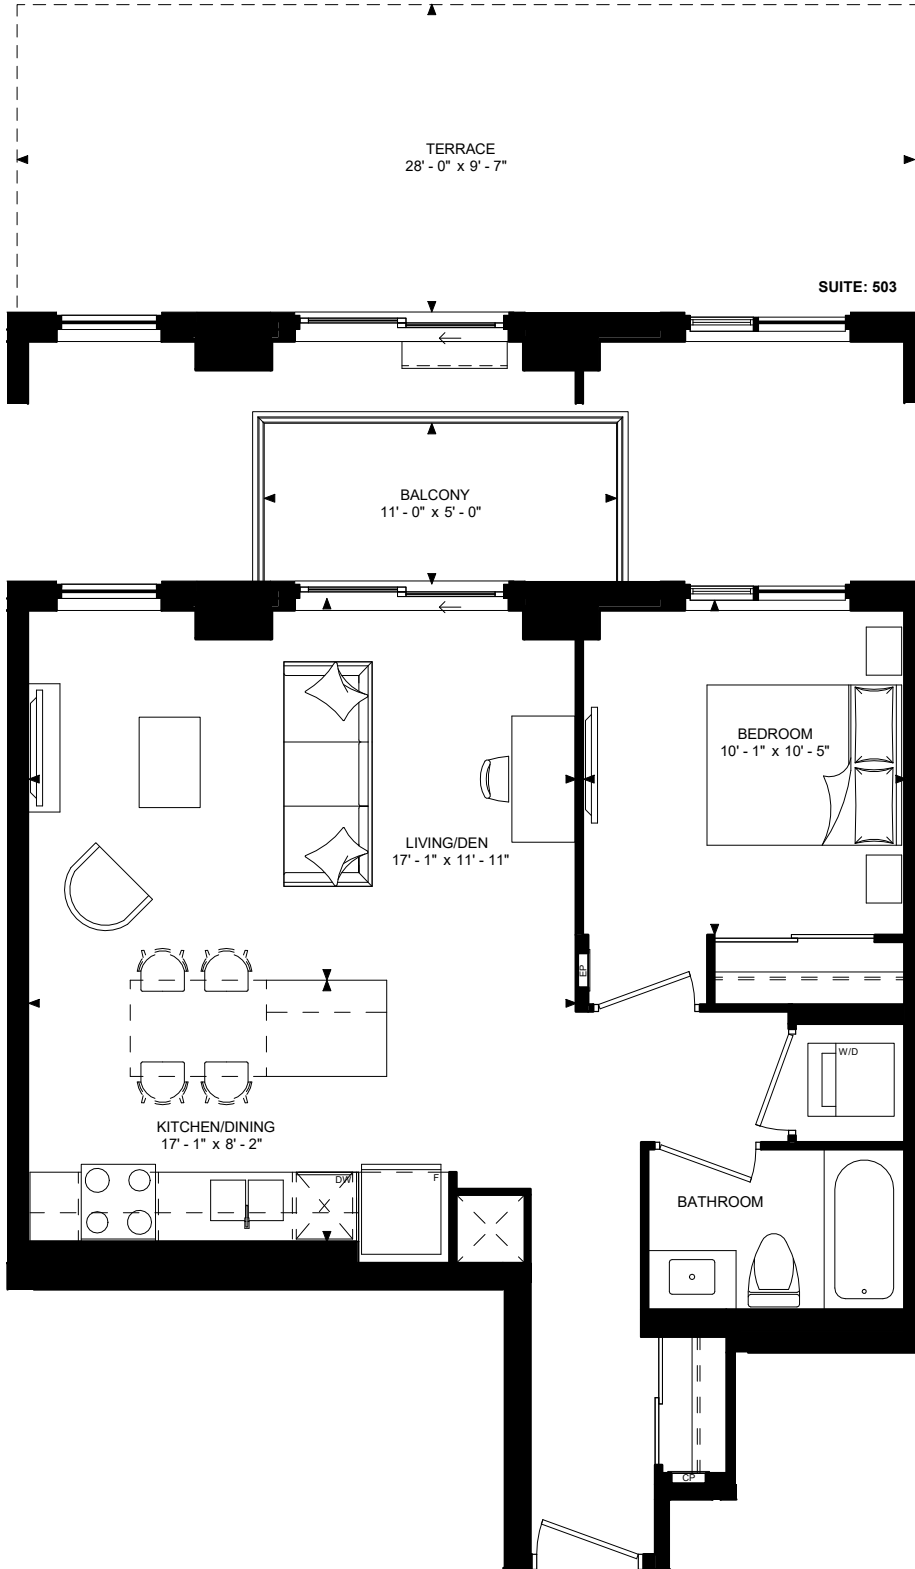 TERRACE
28' - 0" x 9' - 7"
SUITE: 503
BALCONY
11' - 0" x 5' - 0"
BEDROOM
10' - 1" x 10' - 5"
LIVING/DEN
17' - 1" x 11' - 11"
EP
W/D
KITCHEN/DINING
17' - 1" x 8' - 2"
DW
F
BATHROOM
CP